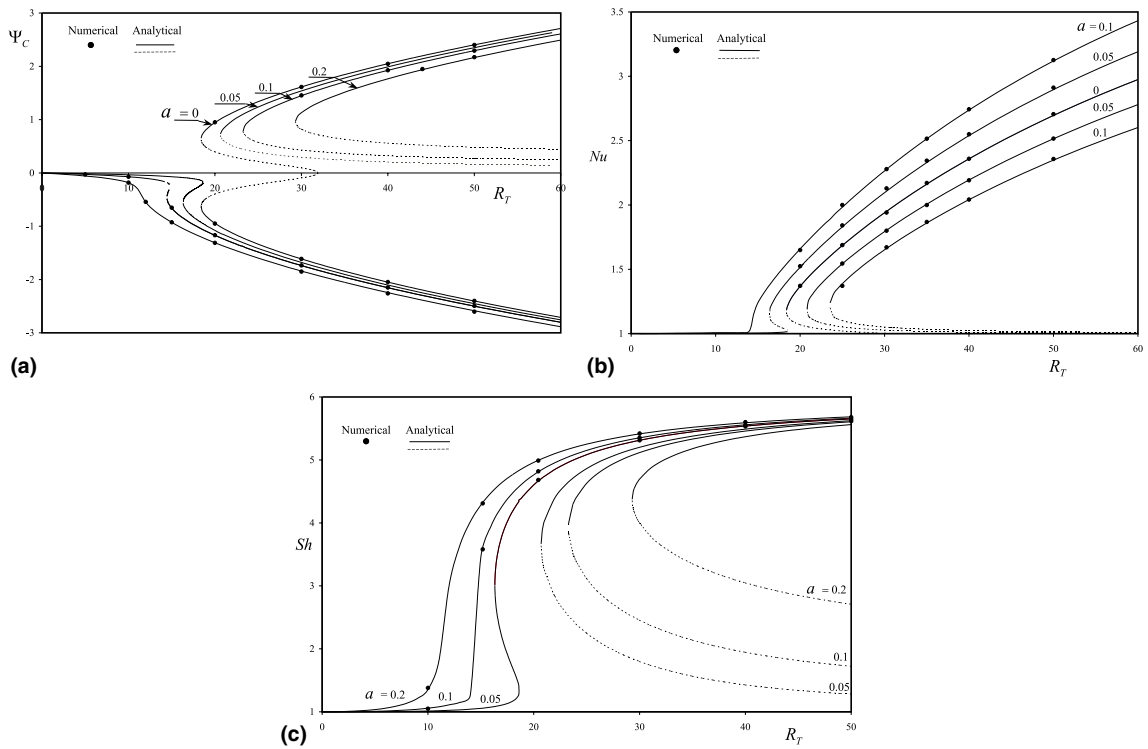 3
Ψ_C
Numerical Analytical
2
0.2
0.1
0.05
1
a = 0
0
0 10 20 30 40 50 60
R_T
-1
-2
-3
(a)
3.5
a = 0.1
Numerical Analytical
0.05
3
0
0.05
2.5
Nu
0.1
2
1.5
1
0 10 20 30 40 50 60
R_T
(b)
6
Numerical Analytical
5
4
Sh
3
a = 0.2
2
0.1
a = 0.2 0.1 0.05
0.05
1
0 10 20 30 40 50
R_T
(c)